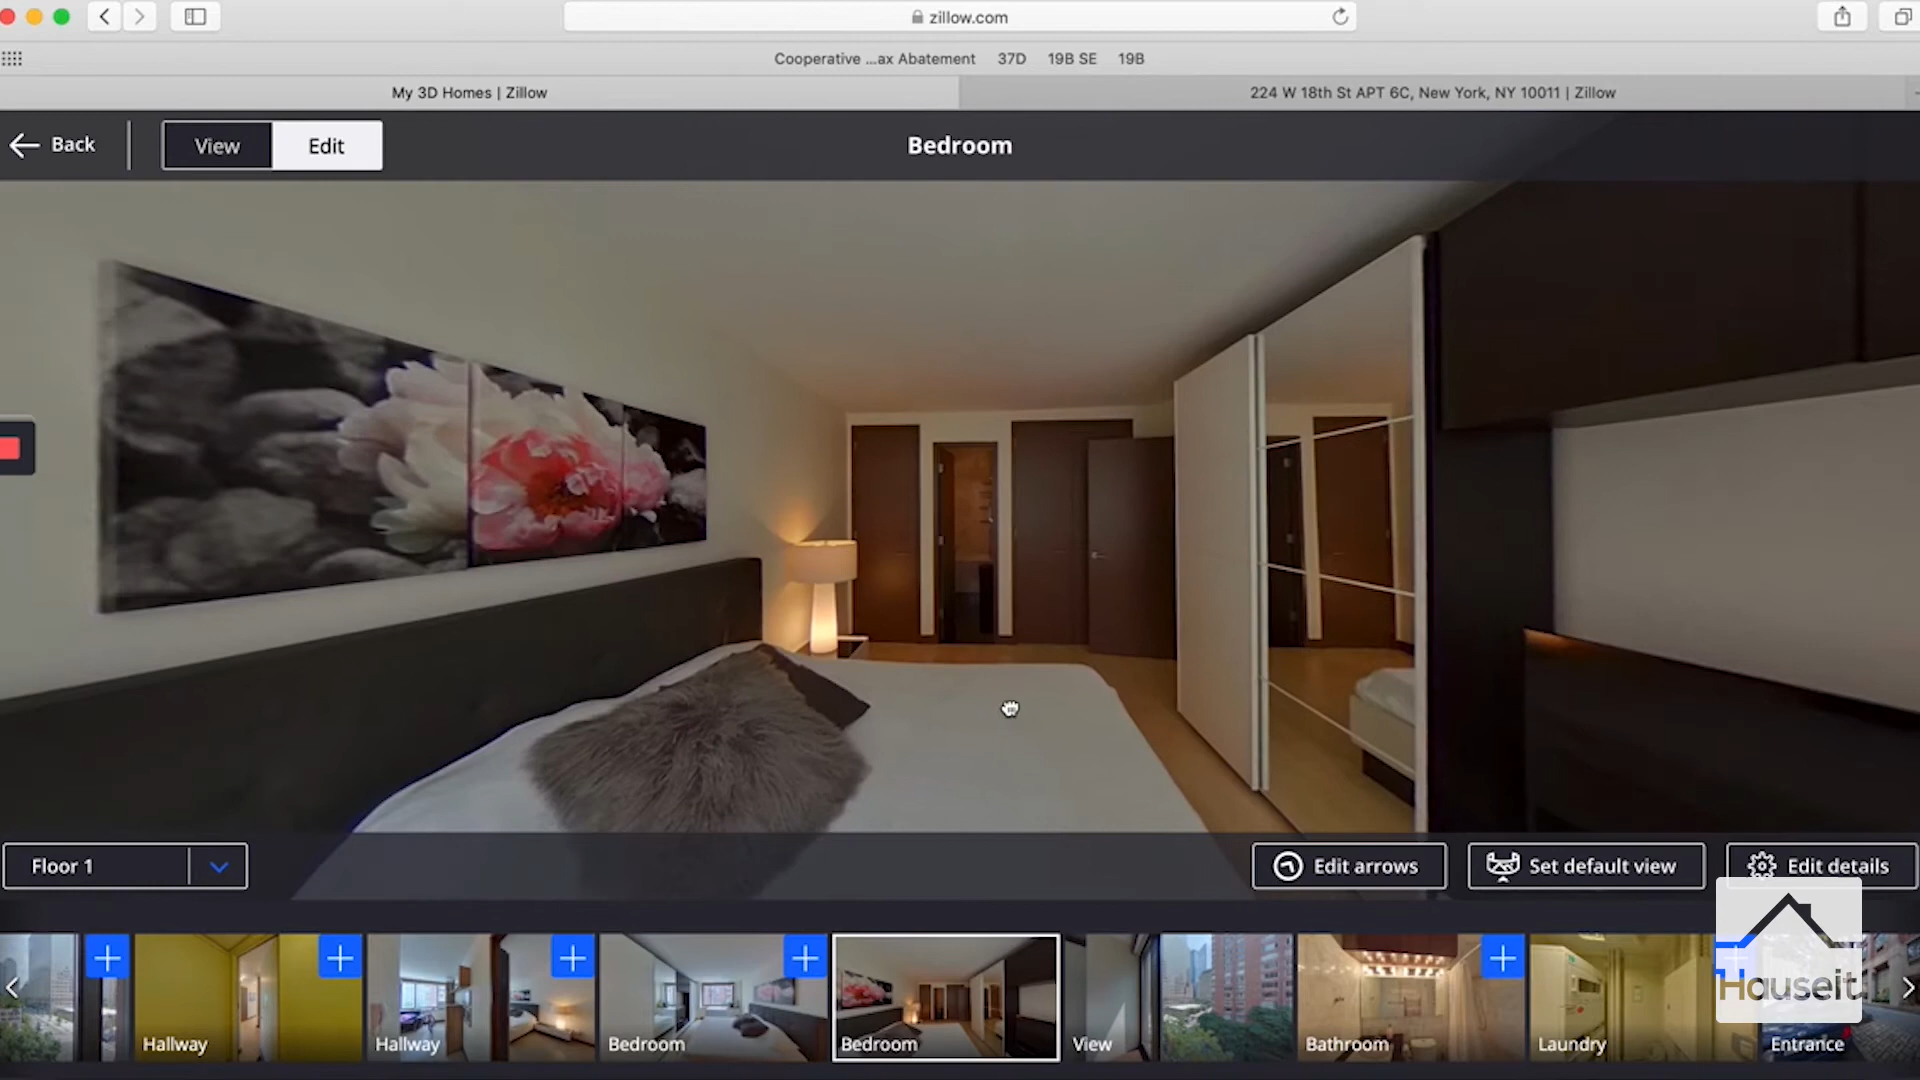 zillow.com
Cooperative ...ax Abatement
37D
19B SE
19B
My 3D Homes | Zillow
224 W 18th St APT 6C, New York, NY 10011 | Zillow
Back
View
Edit
Bedroom
Floor 1
Edit arrows
Set default view
Edit details
Hallway
Hallway
Bedroom
Bedroom
View
Bathroom
Laundry
Entrance
Hauseit